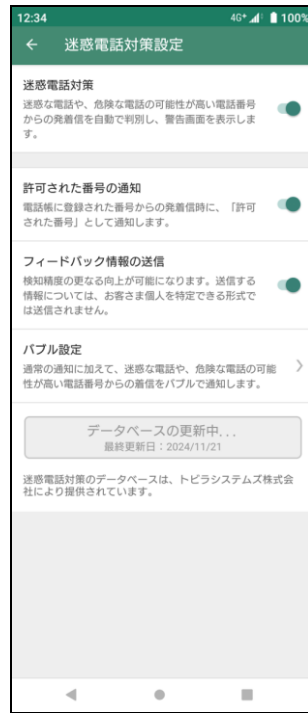 12:34 4G+ 100%
← 迷惑電話対策設定
迷惑電話対策
迷惑な電話や、危険な電話の可能性が高い電話番号
からの発着信を自動で判別し、警告画面を表示しま
す。
許可された番号の通知
電話帳に登録された番号からの発着信時に、「許可
された番号」として通知します。
フィードバック情報の送信
検知精度の更なる向上が可能になります。送信する
情報については、お客さま個人を特定できる形式で
は送信されません。
バブル設定
通常の通知に加えて、迷惑な電話や、危険な電話の可能
性が高い電話番号からの着信をバブルで通知します。
データベースの更新中...
最終更新日：2024/11/21
迷惑電話対策のデータベースは、トビラシステムズ株式会
社により提供されています。